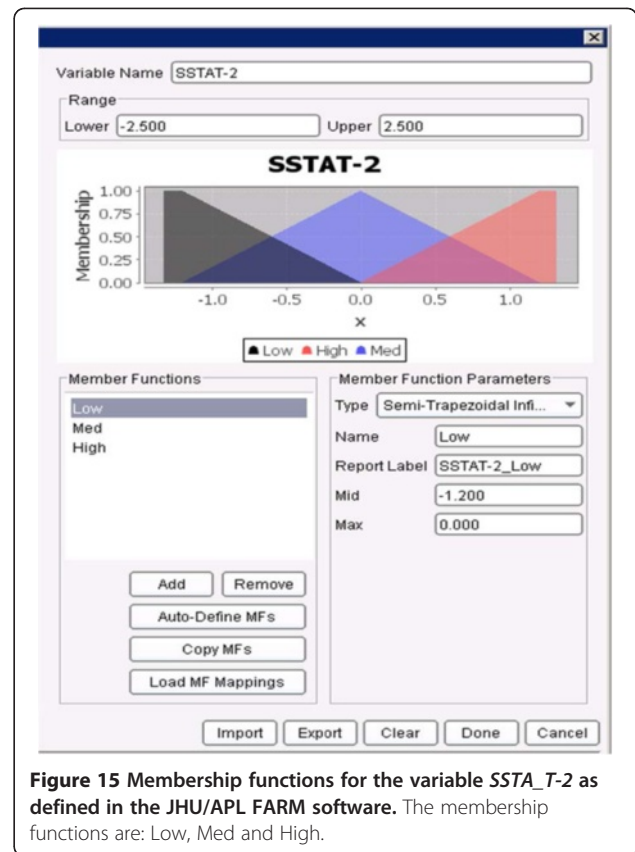 Variable Name SSTAT-2
Range
Lower -2.500 Upper 2.500
SSTAT-2
Membership
1.00
0.75
0.50
0.25
0.00
-1.0 -0.5 0.0 0.5 1.0
x
Low High Med
Member Functions
Low
Med
High
Add Remove
Auto-Define MFs
Copy MFs
Load MF Mappings
Member Function Parameters
Type Semi-Trapezoidal Infi...
Name Low
Report Label SSTAT-2_Low
Mid -1.200
Max 0.000
Import Export Clear Done Cancel
Figure 15 Membership functions for the variable SSTA_T-2 as
defined in the JHU/APL FARM software. The membership
functions are: Low, Med and High.